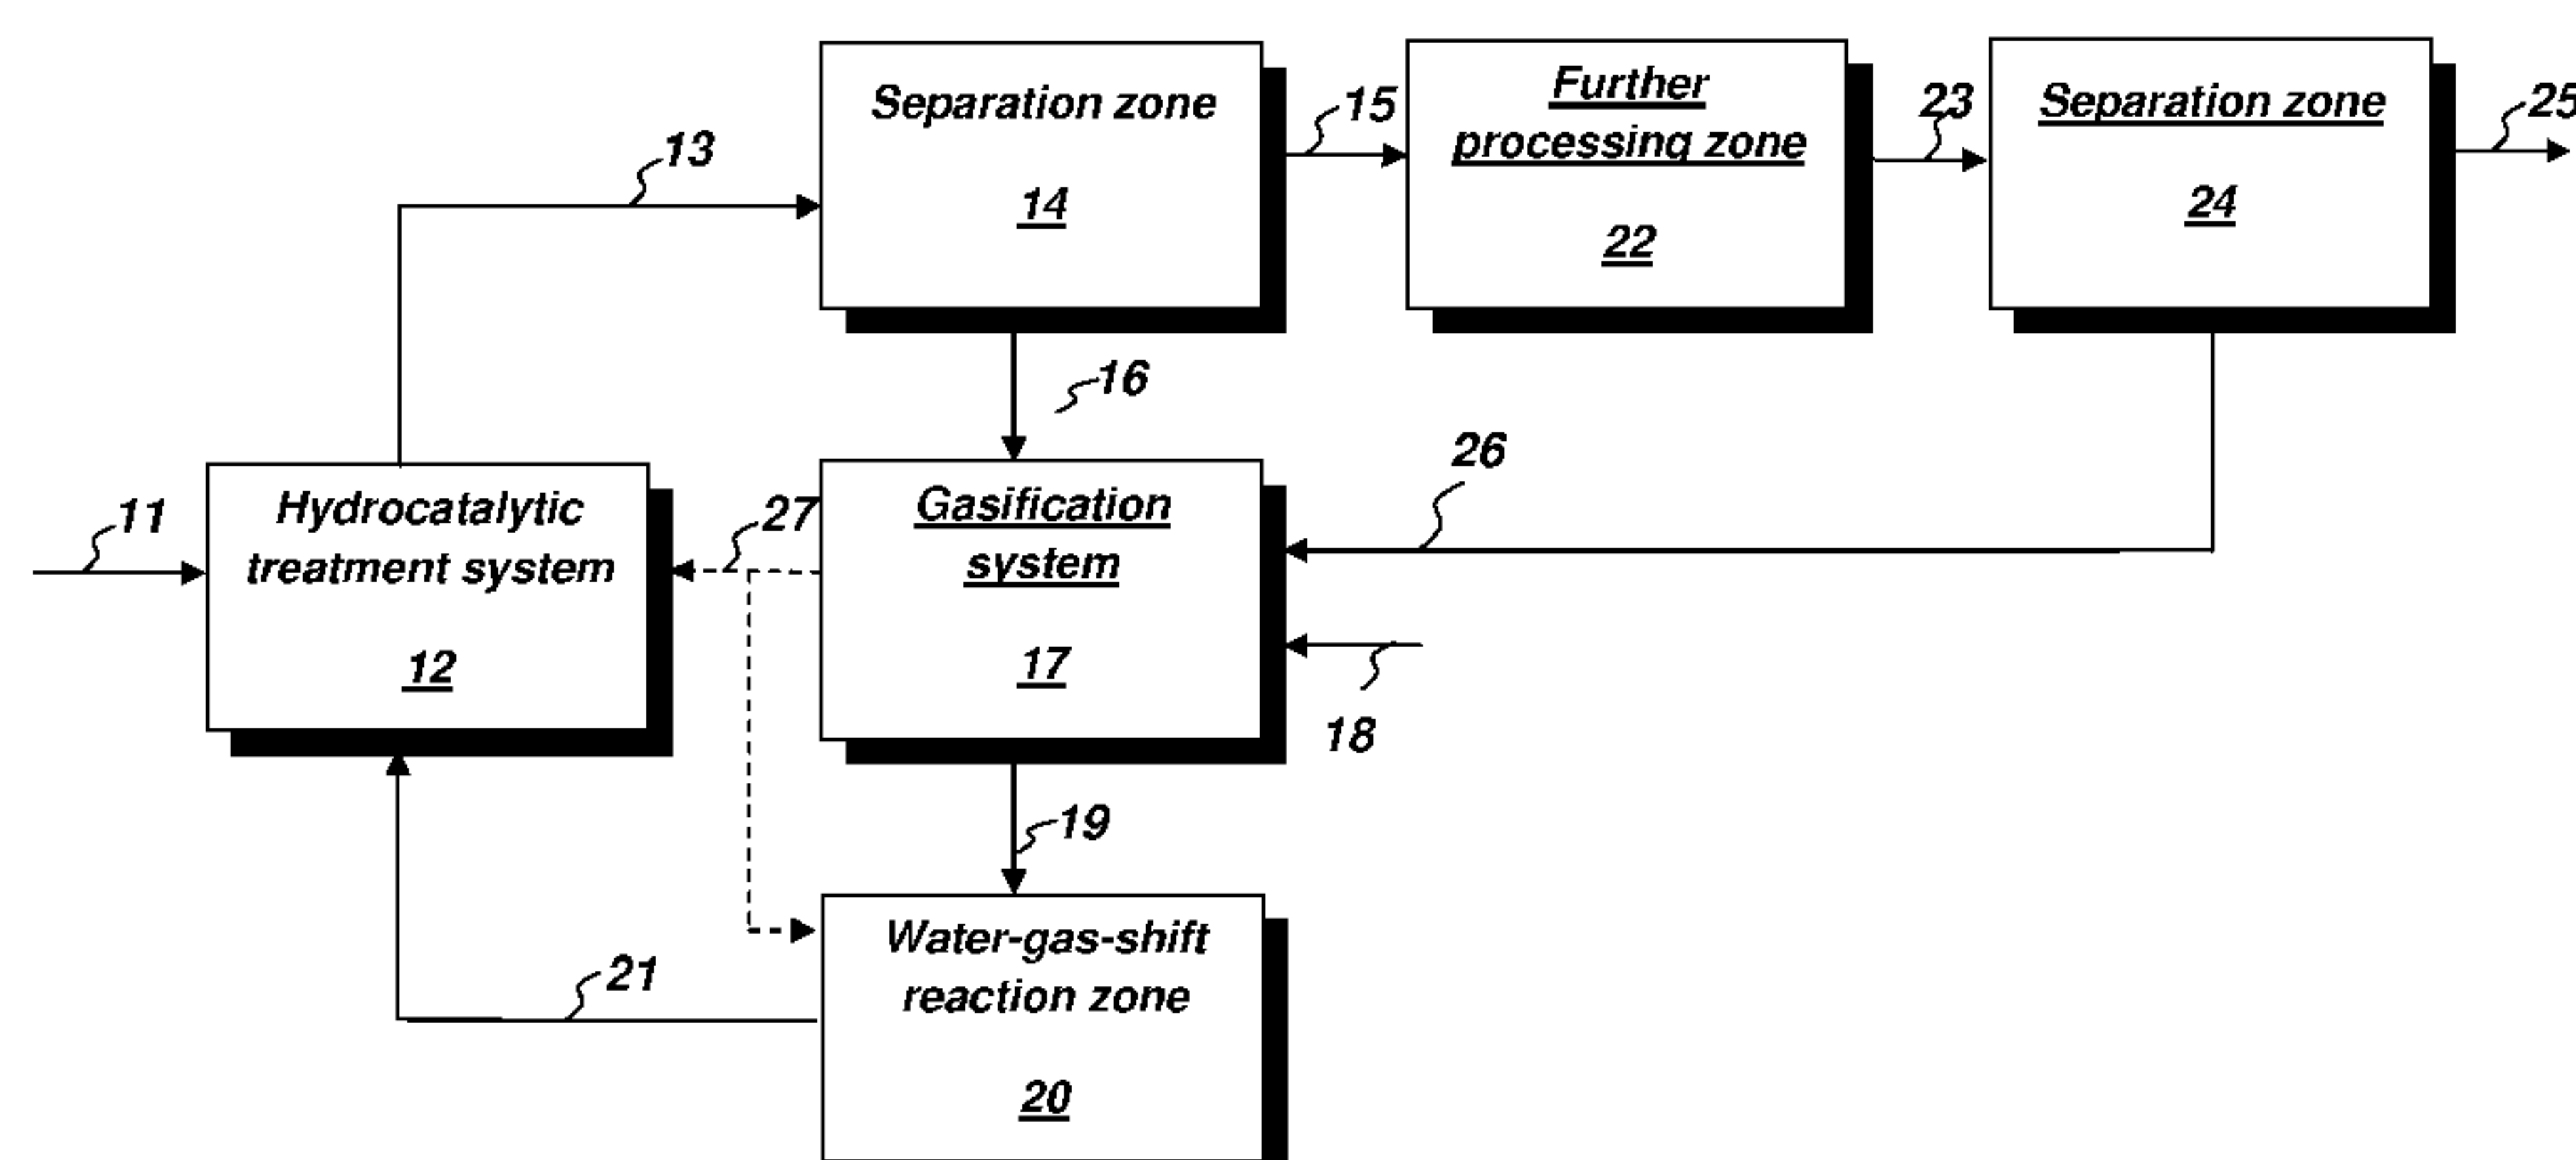 Separation zone
14
15
Further
processing zone
22
23
Separation zone
24
25
13
16
11
Hydrocatalytic
treatment system
12
27
Gasification
system
17
26
18
19
21
Water-gas-shift
reaction zone
20